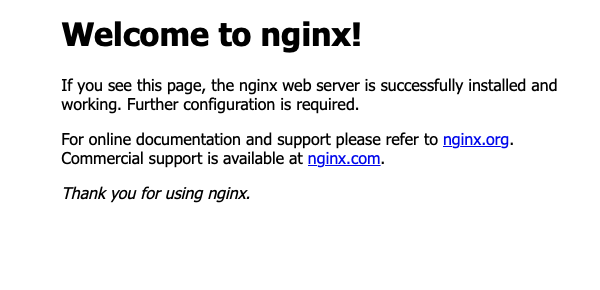 Welcome to nginx!
If you see this page, the nginx web server is successfully installed and
working. Further configuration is required.
For online documentation and support please refer to nginx.org.
Commercial support is available at nginx.com.
Thank you for using nginx.